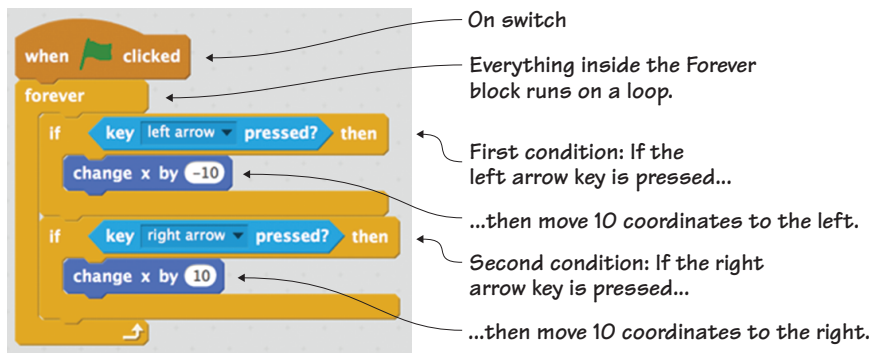 when clicked
forever
if key left arrow pressed? then
change x by -10
if key right arrow pressed? then
change x by 10
On switch
Everything inside the Forever
block runs on a loop.
First condition: If the
left arrow key is pressed...
...then move 10 coordinates to the left.
Second condition: If the right
arrow key is pressed...
...then move 10 coordinates to the right.